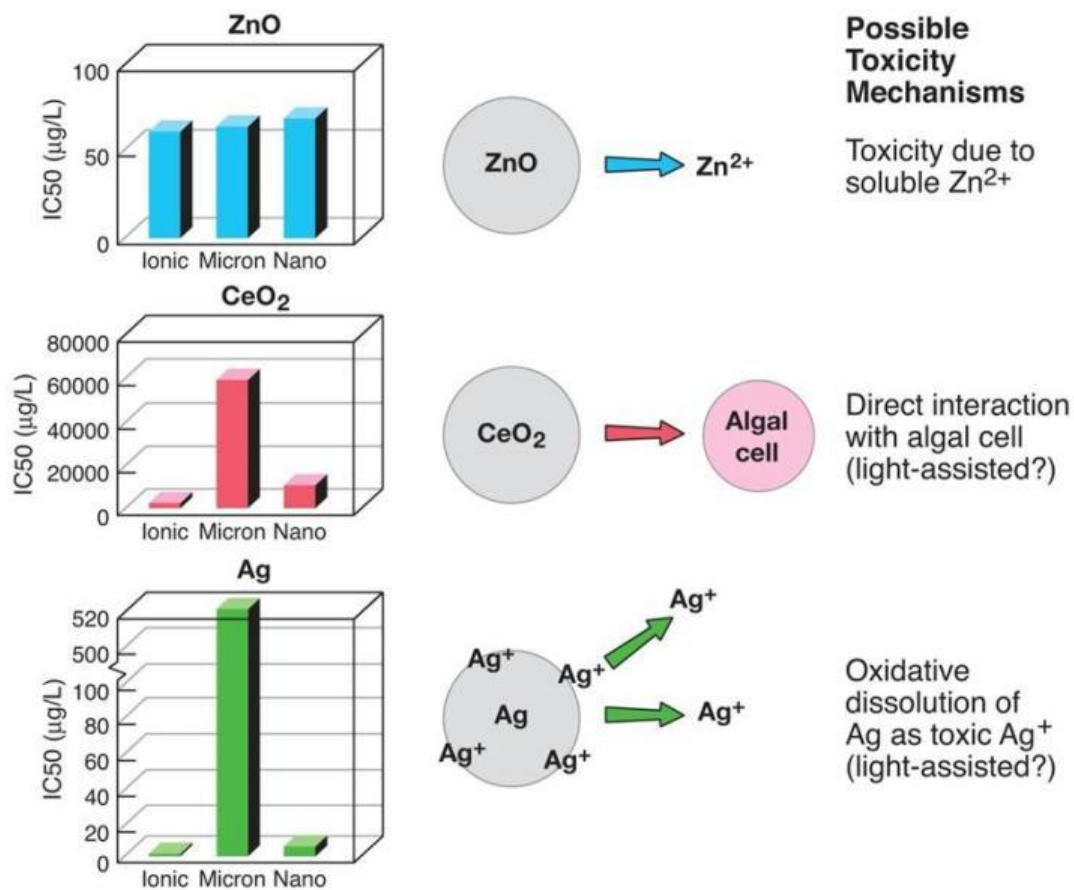 ZnO
100
50
0
IC50 (µg/L)
Ionic Micron Nano
ZnO
Zn²⁺
Possible
Toxicity
Mechanisms
Toxicity due to
soluble Zn²⁺
CeO₂
80000
60000
40000
20000
0
IC50 (µg/L)
Ionic Micron Nano
CeO₂
Algal
cell
Direct interaction
with algal cell
(light-assisted?)
Ag
520
500
100
80
60
40
20
0
IC50 (µg/L)
Ionic Micron Nano
Ag⁺
Ag⁺
Ag⁺
Ag
Ag⁺
Ag⁺
Ag⁺
Oxidative
dissolution of
Ag as toxic Ag⁺
(light-assisted?)